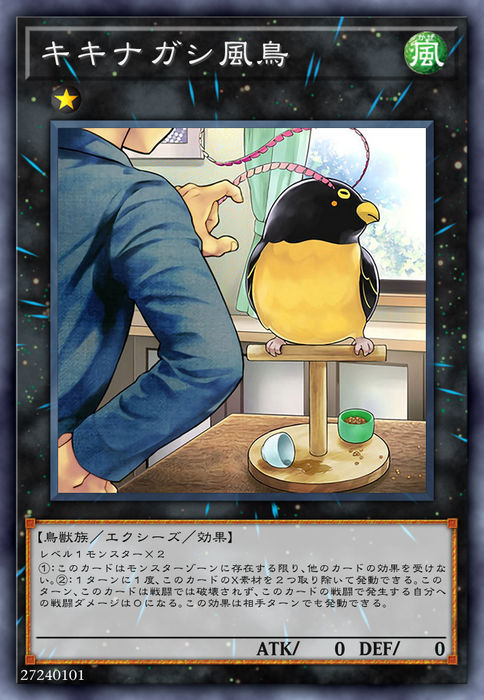 キキナガシ風鳥
かぜ
風
【鳥獣族／エクシーズ／効果】
レベル１モンスター×２
①：このカードはモンスターゾーンに存在する限り、他のカードの効果を受けな
い。②：１ターンに１度、このカードのX素材を２つ取り除いて発動できる。この
ターン、このカードは戦闘では破壊されず、このカードの戦闘で発生する自分へ
の戦闘ダメージは０になる。この効果は相手ターンでも発動できる。
ATK/ 0 DEF/ 0
27240101